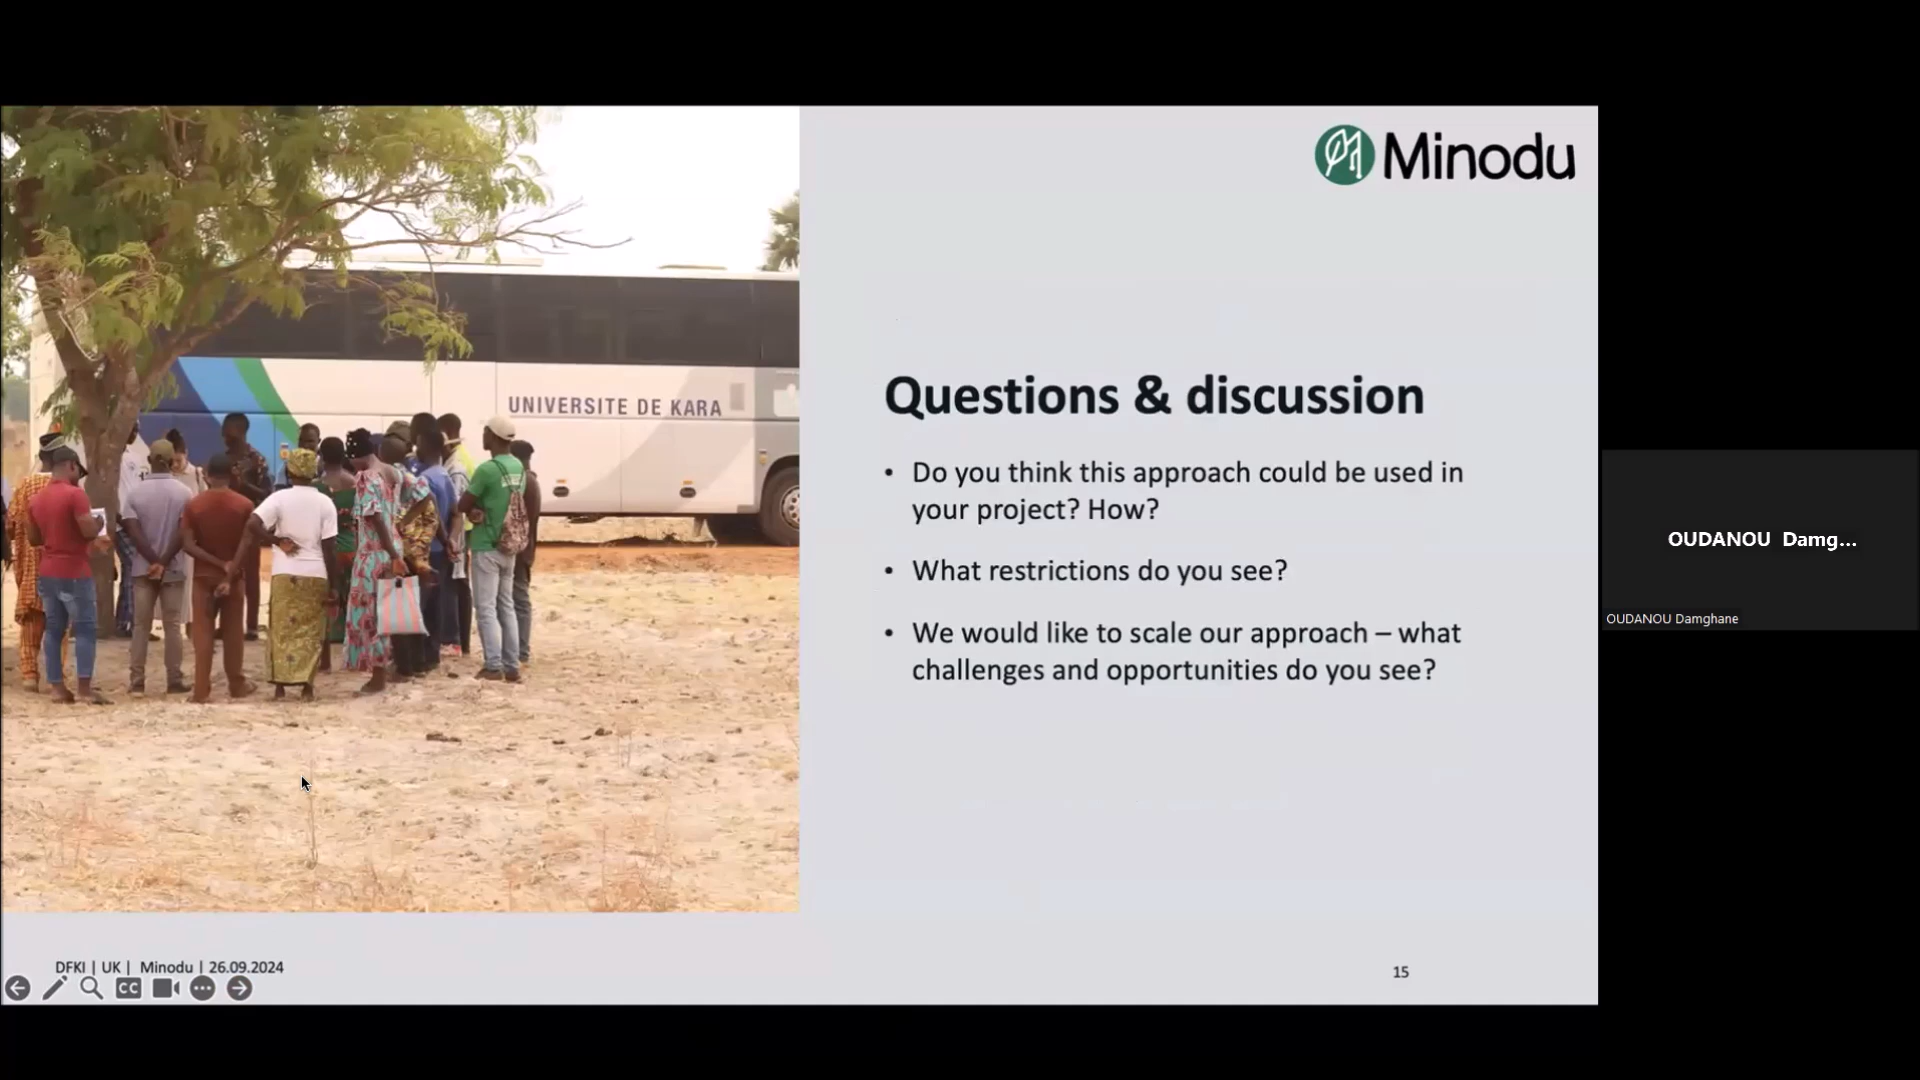 Minodu
UNIVERSITE DE KARA
Questions & discussion
• Do you think this approach could be used in
your project? How?
• What restrictions do you see?
• We would like to scale our approach – what
challenges and opportunities do you see?
OUDANOU Damg...
OUDANOU Damghane
DFKI | UK | Minodu | 26.09.2024
15
CC